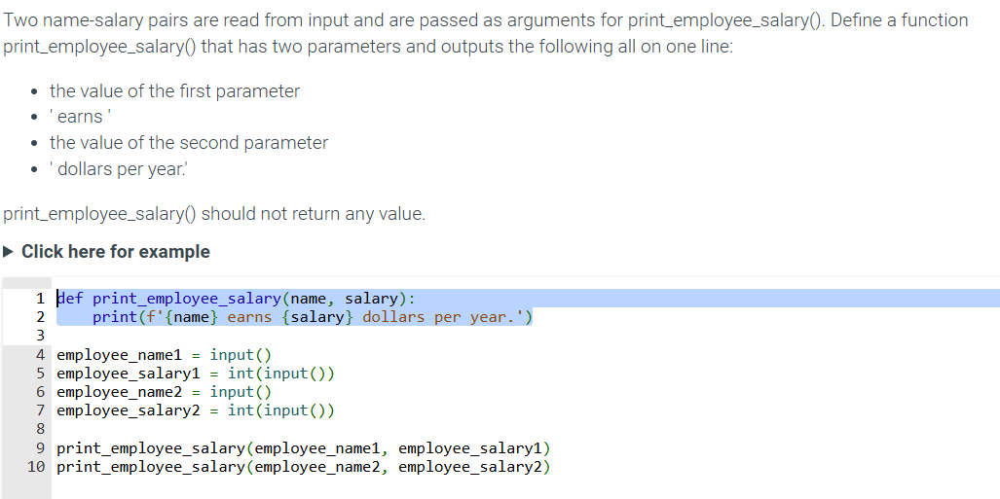 Two name-salary pairs are read from input and are passed as arguments for print_employee_salary(). Define a function
print_employee_salary() that has two parameters and outputs the following all on one line:
• the value of the first parameter
• ' earns '
• the value of the second parameter
• ' dollars per year.'
print_employee_salary() should not return any value.
▶ Click here for example
1 def print_employee_salary(name, salary):
2     print(f'{name} earns {salary} dollars per year.')
3
4 employee_name1 = input()
5 employee_salary1 = int(input())
6 employee_name2 = input()
7 employee_salary2 = int(input())
8
9 print_employee_salary(employee_name1, employee_salary1)
10 print_employee_salary(employee_name2, employee_salary2)